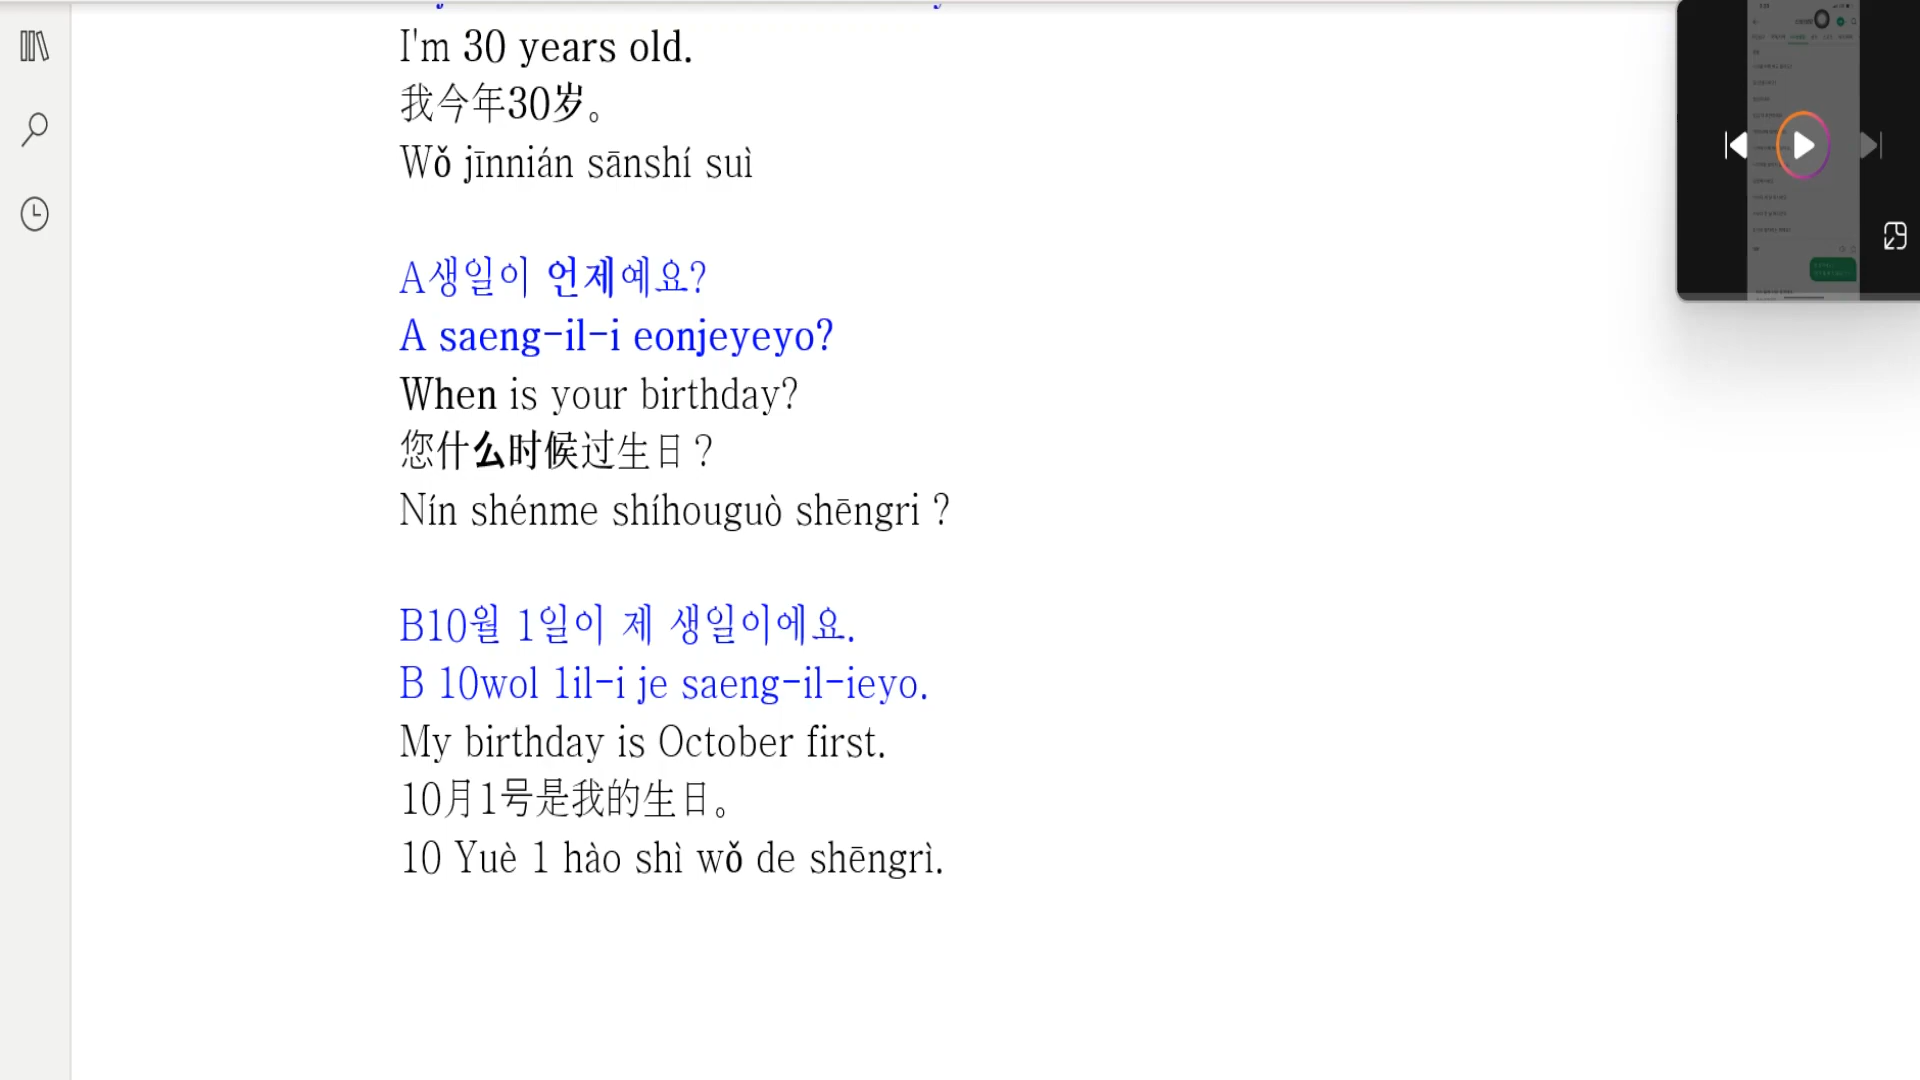 I'm 30 years old.
我今年30岁。
Wǒ jīnnián sānshí suì
A생일이 언제예요?
A saeng-il-i eonjeyeyo?
When is your birthday?
您什么时候过生日？
Nín shénme shíhouguò shēngri？
B10월 1일이 제 생일이에요.
B 10wol 1il-i je saeng-il-ieyo.
My birthday is October first.
10月1号是我的生日。
10 Yuè 1 hào shì wǒ de shēngrì.